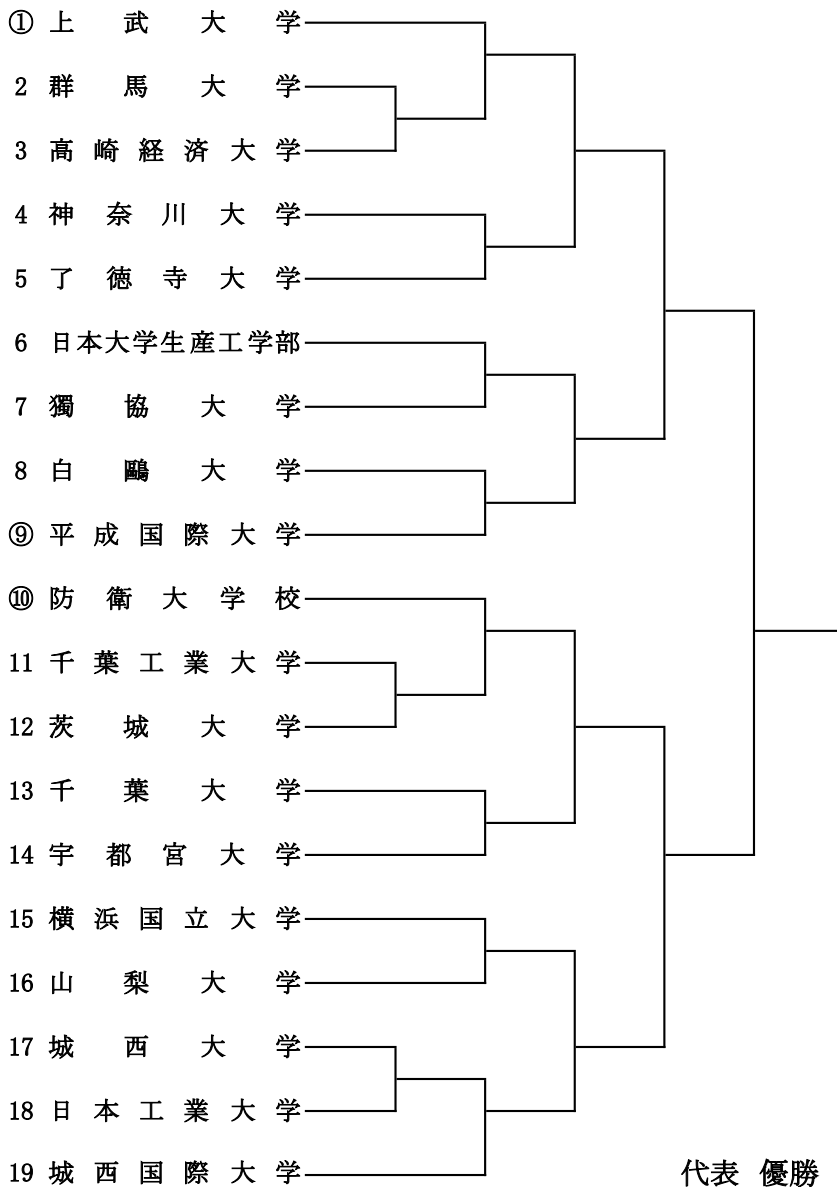 ① 上武大学
2 群馬大学
3 高崎経済大学
4 神奈川大学
5 了徳寺大学
6 日本大学生産工学部
7 獨協大学
8 白鷗大学
⑨ 平成国際大学
⑩ 防衛大学校
11 千葉工業大学
12 茨城大学
13 千葉大学
14 宇都宮大学
15 横浜国立大学
16 山梨大学
17 城西大学
18 日本工業大学
19 城西国際大学
代表 優勝